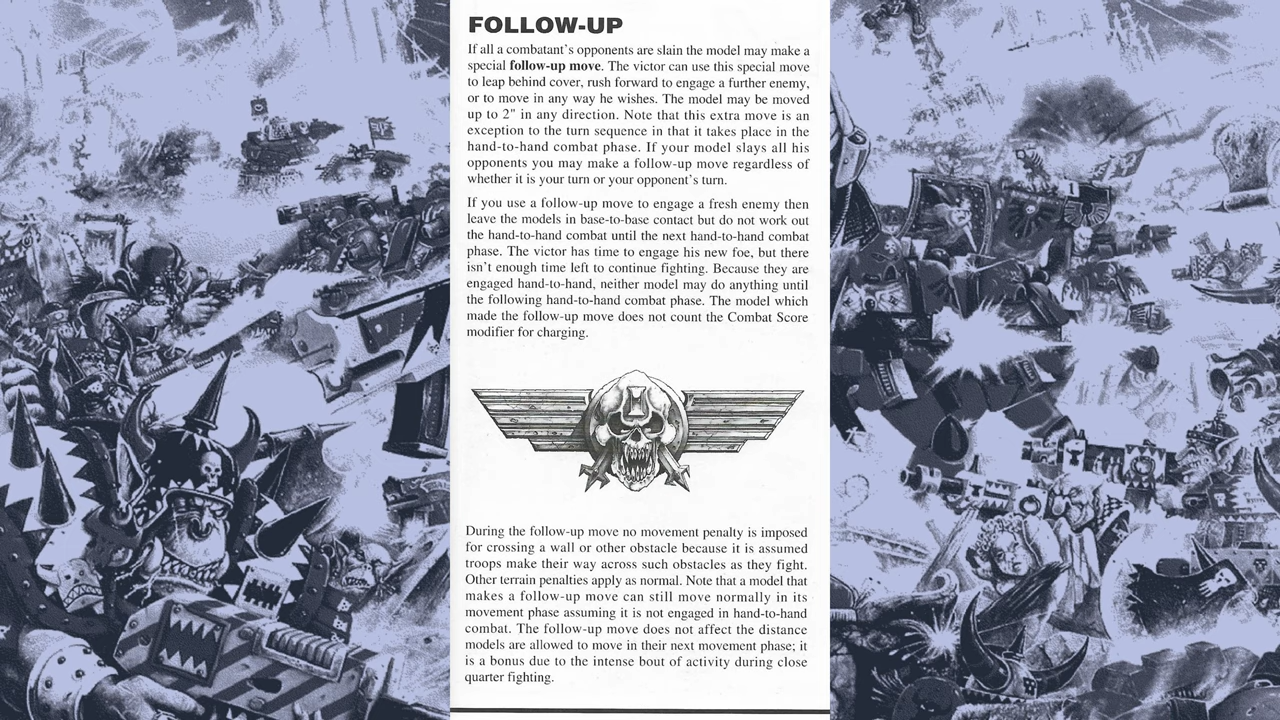 FOLLOW-UP
If all a combatant's opponents are slain the model may make a
special follow-up move. The victor can use this special move
to leap behind cover, rush forward to engage a further enemy,
or to move in any way he wishes. The model may be moved
up to 2" in any direction. Note that this extra move is an
exception to the turn sequence in that it takes place in the
hand-to-hand combat phase. If your model slays all his
opponents you may make a follow-up move regardless of
whether it is your turn or your opponent's turn.
If you use a follow-up move to engage a fresh enemy then
leave the models in base-to-base contact but do not work out
the hand-to-hand combat until the next hand-to-hand combat
phase. The victor has time to engage his new foe, but there
isn't enough time left to continue fighting. Because they are
engaged hand-to-hand, neither model may do anything until
the following hand-to-hand combat phase. The model which
made the follow-up move does not count the Combat Score
modifier for charging.
During the follow-up move no movement penalty is imposed
for crossing a wall or other obstacle because it is assumed
troops make their way across such obstacles as they fight.
Other terrain penalties apply as normal. Note that a model that
makes a follow-up move can still move normally in its
movement phase assuming it is not engaged in hand-to-hand
combat. The follow-up move does not affect the distance
models are allowed to move in their next movement phase; it
is a bonus due to the intense bout of activity during close
quarter fighting.